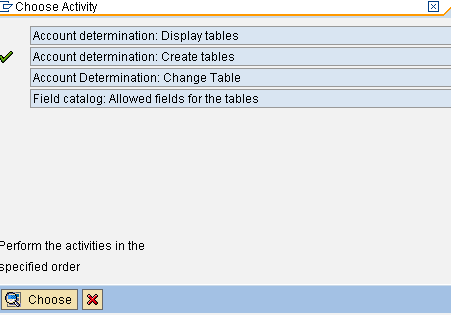 Choose Activity
Account determination: Display tables
Account determination: Create tables
Account Determination: Change Table
Field catalog: Allowed fields for the tables
Perform the activities in the
specified order
Choose